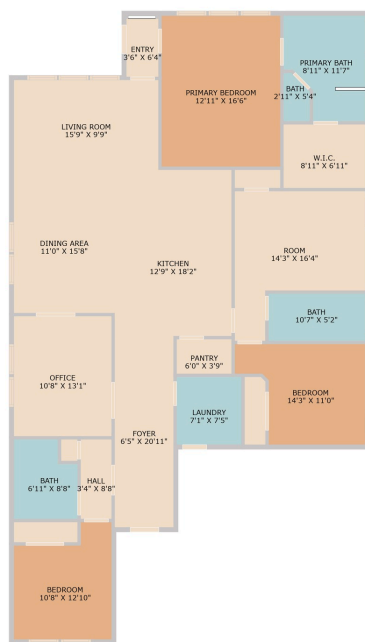 ENTRY
3'6" X 6'4"
PRIMARY BATH
8'11" X 11'7"
PRIMARY BEDROOM
12'11" X 16'6"
BATH
2'11" X 5'4"
LIVING ROOM
15'9" X 9'9"
W.I.C.
8'11" X 6'11"
DINING AREA
11'0" X 15'8"
KITCHEN
12'9" X 18'2"
ROOM
14'3" X 16'4"
BATH
10'7" X 5'2"
PANTRY
6'0" X 3'9"
OFFICE
10'8" X 13'1"
BEDROOM
14'3" X 11'0"
LAUNDRY
7'1" X 7'5"
FOYER
6'5" X 20'11"
BATH
6'11" X 8'8"
HALL
3'4" X 8'8"
BEDROOM
10'8" X 12'10"